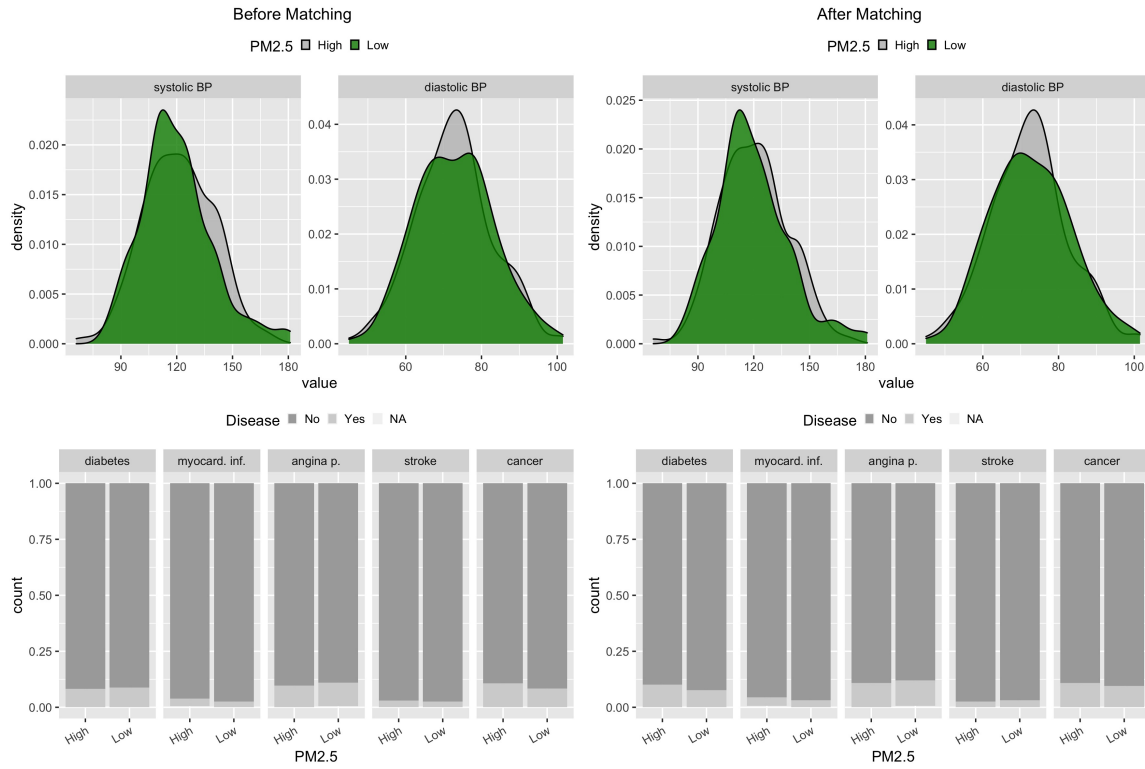 Before Matching
PM2.5 High Low
systolic BP diastolic BP
density
0.020
0.015
0.010
0.005
0.000
0.04
0.03
0.02
0.01
0.00
90 120 150 180
60 80 100
value
Disease No Yes NA
diabetes myocard. inf. angina p. stroke cancer
count
1.00
0.75
0.50
0.25
0.00
High Low High Low High Low High Low High Low
PM2.5
After Matching
PM2.5 High Low
systolic BP diastolic BP
density
0.025
0.020
0.015
0.010
0.005
0.000
0.04
0.03
0.02
0.01
0.00
90 120 150 180
60 80 100
value
Disease No Yes NA
diabetes myocard. inf. angina p. stroke cancer
count
1.00
0.75
0.50
0.25
0.00
High Low High Low High Low High Low High Low
PM2.5